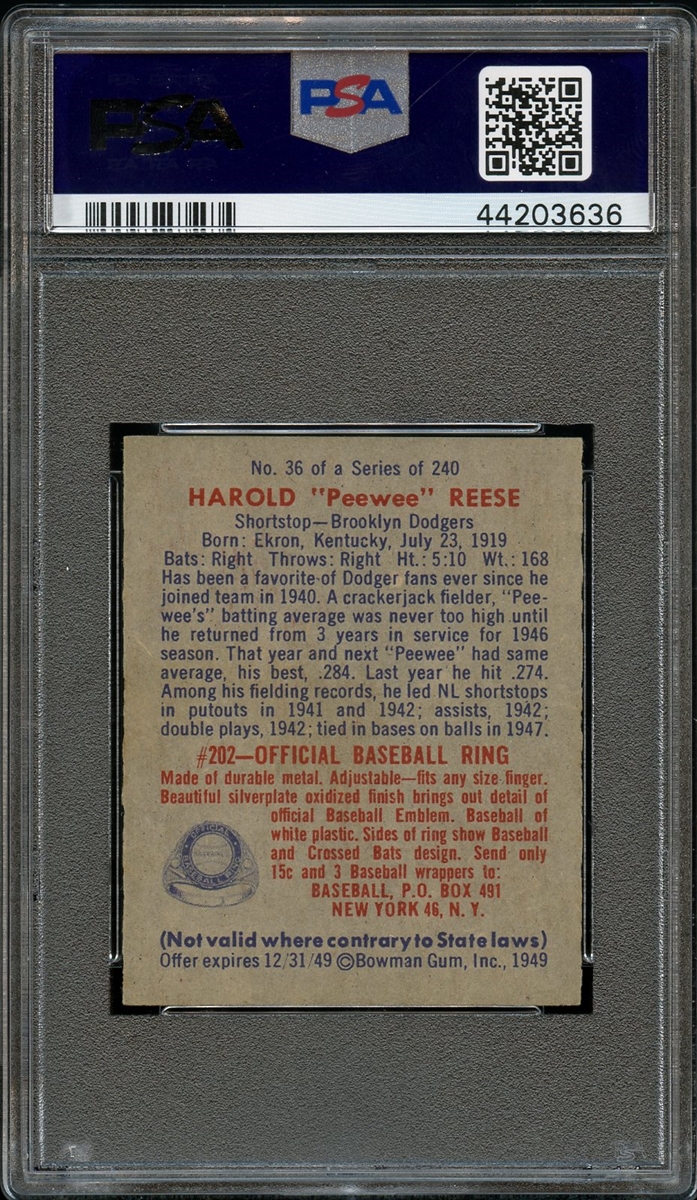 PSA
PSA
44203636
No. 36 of a Series of 240
HAROLD "Peewee" REESE
Shortstop—Brooklyn Dodgers
Born: Ekron, Kentucky, July 23, 1919
Bats: Right Throws: Right Ht.: 5:10 Wt.: 168
Has been a favorite of Dodger fans ever since he
joined team in 1940. A crackerjack fielder, "Pee-
wee's" batting average was never too high until
he returned from 3 years in service for 1946
season. That year and next "Peewee" had same
average, his best, .284. Last year he hit .274.
Among his fielding records, he led NL shortstops
in putouts in 1941 and 1942; assists, 1942;
double plays, 1942; tied in bases on balls in 1947.
#202—OFFICIAL BASEBALL RING
Made of durable metal. Adjustable—fits any size finger.
Beautiful silverplate oxidized finish brings out detail of
official Baseball Emblem. Baseball of
white plastic. Sides of ring show Baseball
and Crossed Bats design. Send only
15c and 3 Baseball wrappers to:
BASEBALL, P.O. BOX 491
NEW YORK 46, N. Y.
OFFICIAL
BASEBALL RING
(Not valid where contrary to State laws)
Offer expires 12/31/49 ©Bowman Gum, Inc., 1949